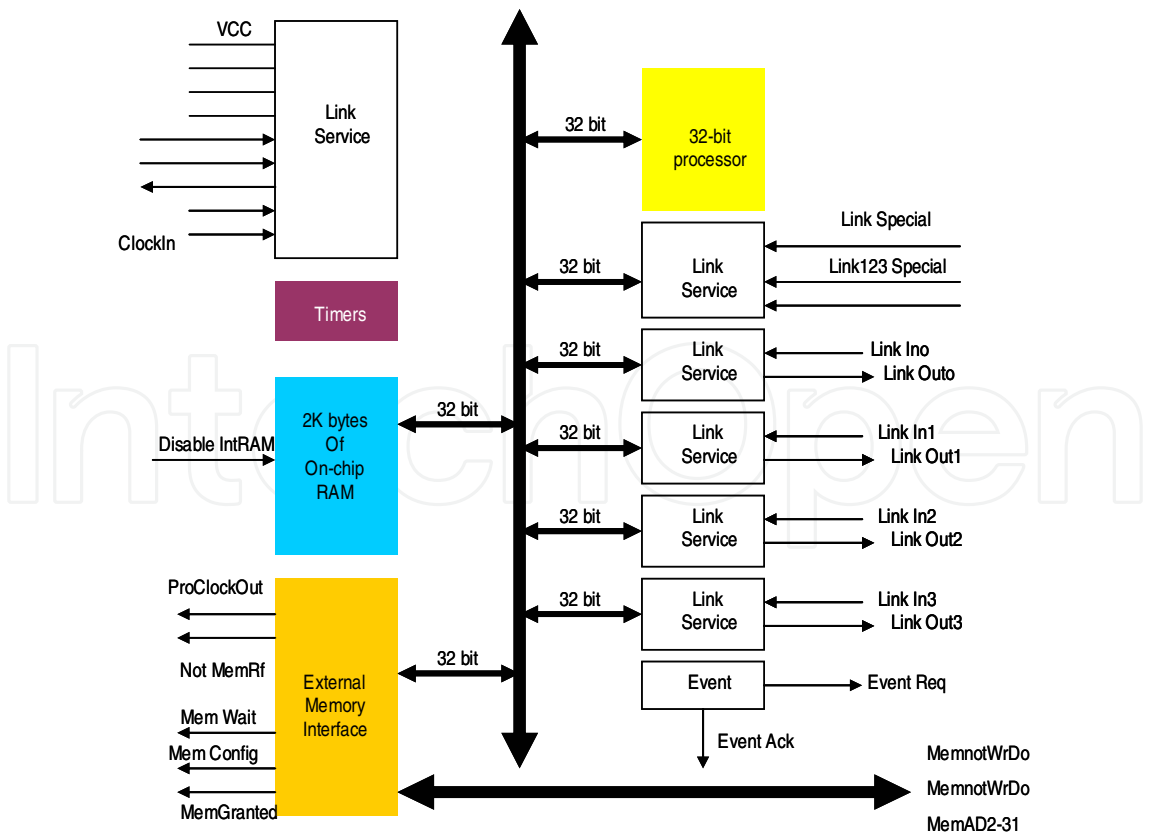 VCC
Link
Service
ClockIn
Timers
Disable IntRAM
2K bytes
Of
On-chip
RAM
32 bit
ProClockOut
Not MemRf
Mem Wait
Mem Config
MemGranted
External
Memory
Interface
32 bit
32 bit
32-bit
processor
32 bit
Link
Service
Link Special
Link123 Special
32 bit
Link
Service
Link Ino
Link Outo
32 bit
Link
Service
Link In1
Link Out1
32 bit
Link
Service
Link In2
Link Out2
32 bit
Link
Service
Link In3
Link Out3
Event
Event Req
Event Ack
MemnotWrDo
MemnotWrDo
MemAD2-31
IntechOpen